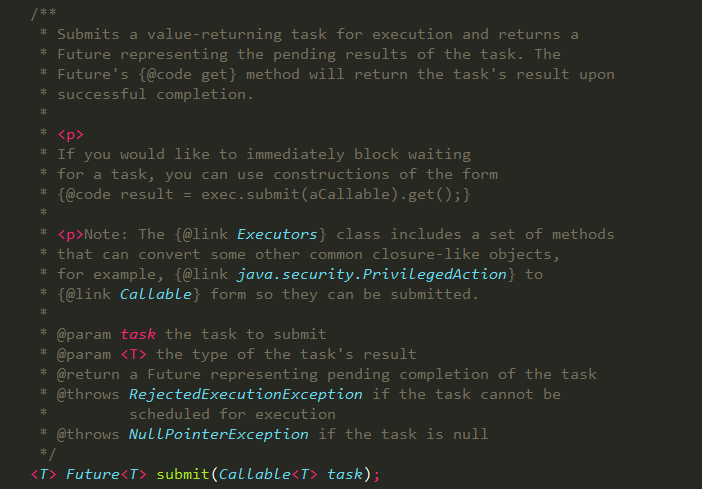 /**
 * Submits a value-returning task for execution and returns a
 * Future representing the pending results of the task. The
 * Future's {@code get} method will return the task's result upon
 * successful completion.
 *
 * <p>
 * If you would like to immediately block waiting
 * for a task, you can use constructions of the form
 * {@code result = exec.submit(aCallable).get();}
 *
 * <p>Note: The {@link Executors} class includes a set of methods
 * that can convert some other common closure-like objects,
 * for example, {@link java.security.PrivilegedAction} to
 * {@link Callable} form so they can be submitted.
 *
 * @param task the task to submit
 * @param <T> the type of the task's result
 * @return a Future representing pending completion of the task
 * @throws RejectedExecutionException if the task cannot be
 *         scheduled for execution
 * @throws NullPointerException if the task is null
 */
<T> Future<T> submit(Callable<T> task);